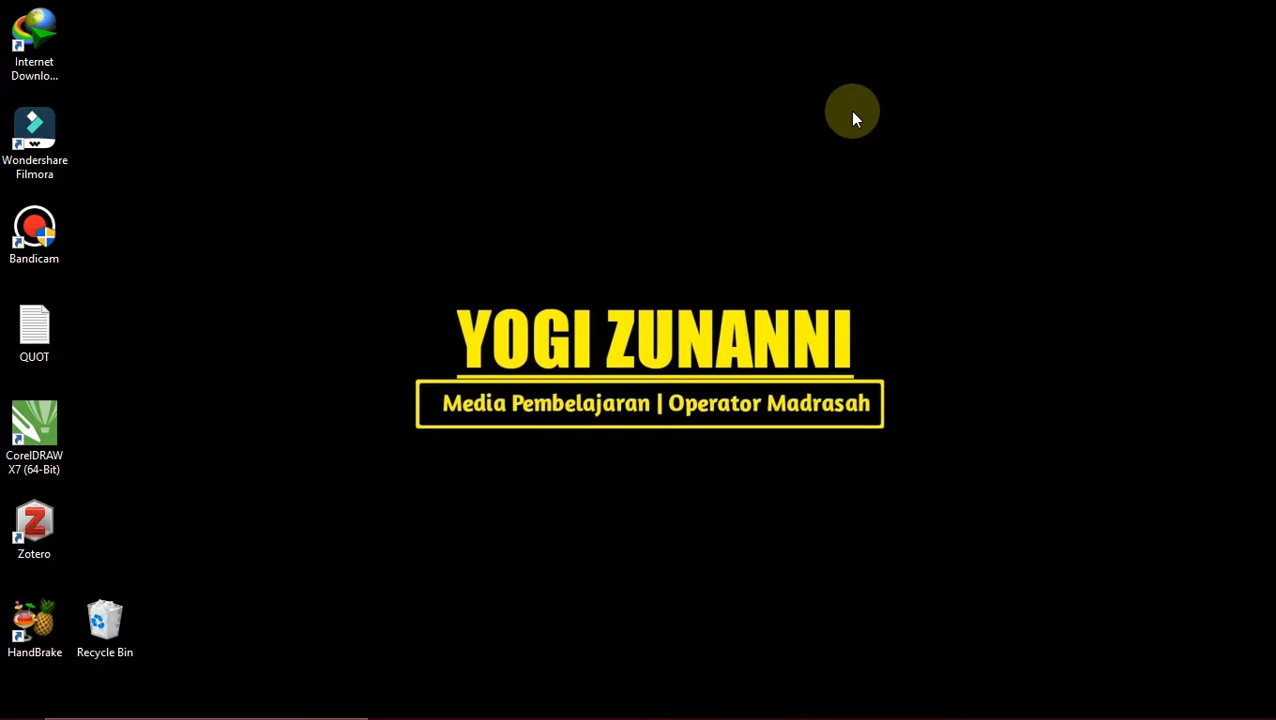 Internet
Downlo...
Wondershare
Filmora
Bandicam
QUOT
CorelDRAW
X7 (64-Bit)
Zotero
HandBrake
Recycle Bin
YOGI ZUNANNI
Media Pembelajaran | Operator Madrasah